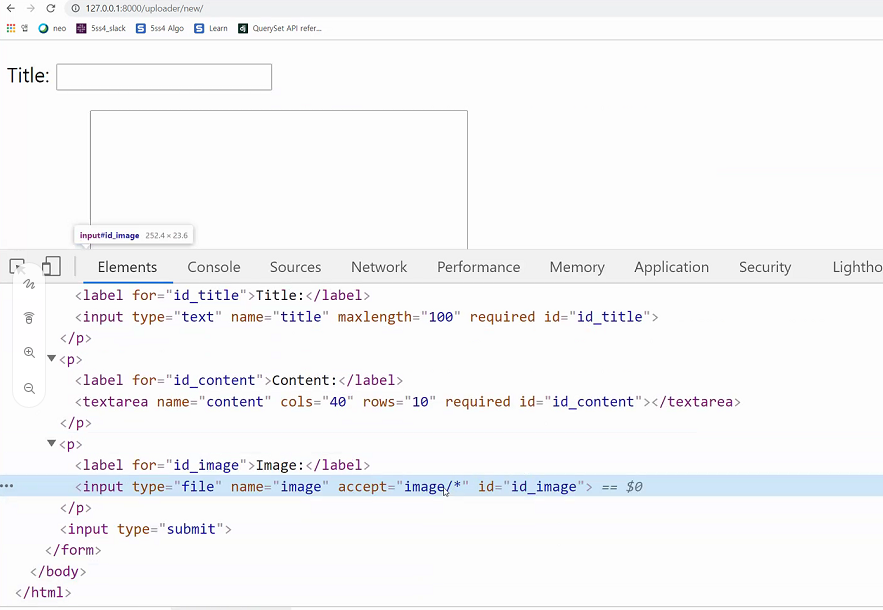 127.0.0.1:8000/uploader/new/
앱 neo 5ss4_slack 5ss4 Algo Learn QuerySet API refer...
Title:
input#id_image 252.4 × 23.6
Elements Console Sources Network Performance Memory Application Security Lightho
<label for="id_title">Title:</label>
<input type="text" name="title" maxlength="100" required id="id_title">
</p>
<p>
<label for="id_content">Content:</label>
<textarea name="content" cols="40" rows="10" required id="id_content"></textarea>
</p>
<p>
<label for="id_image">Image:</label>
<input type="file" name="image" accept="image/*" id="id_image"> == $0
</p>
<input type="submit">
</form>
</body>
</html>